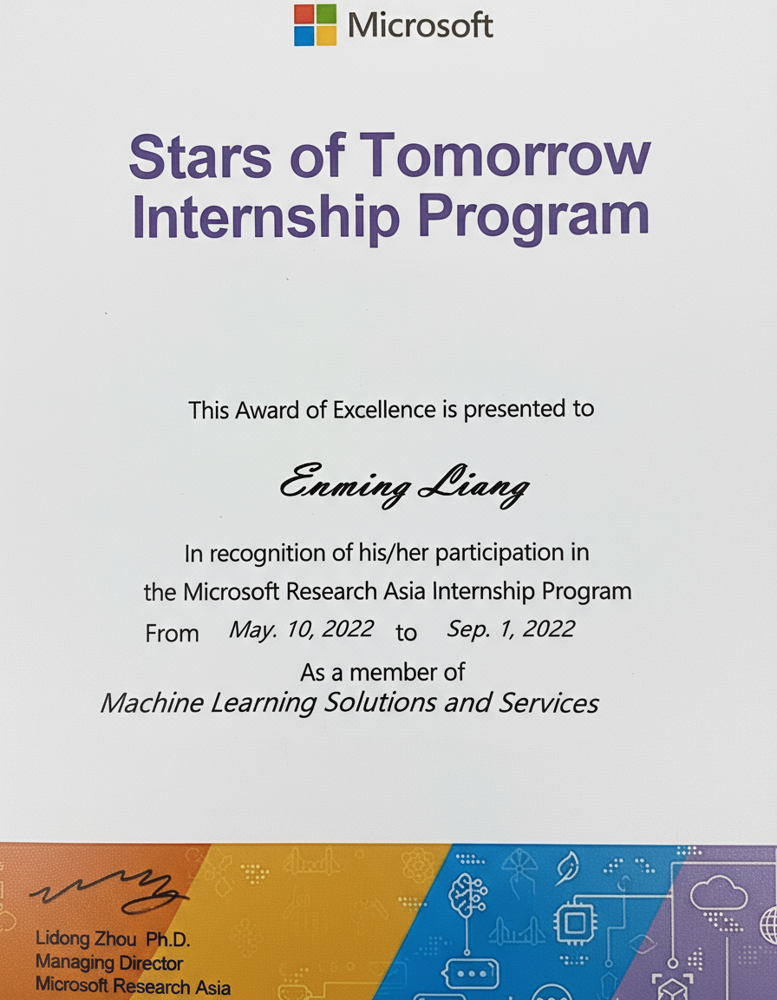 Microsoft
Stars of Tomorrow
Internship Program
This Award of Excellence is presented to
Enming Liang
In recognition of his/her participation in
the Microsoft Research Asia Internship Program
From May. 10, 2022 to Sep. 1, 2022
As a member of
Machine Learning Solutions and Services
Lidong Zhou Ph.D.
Managing Director
Microsoft Research Asia